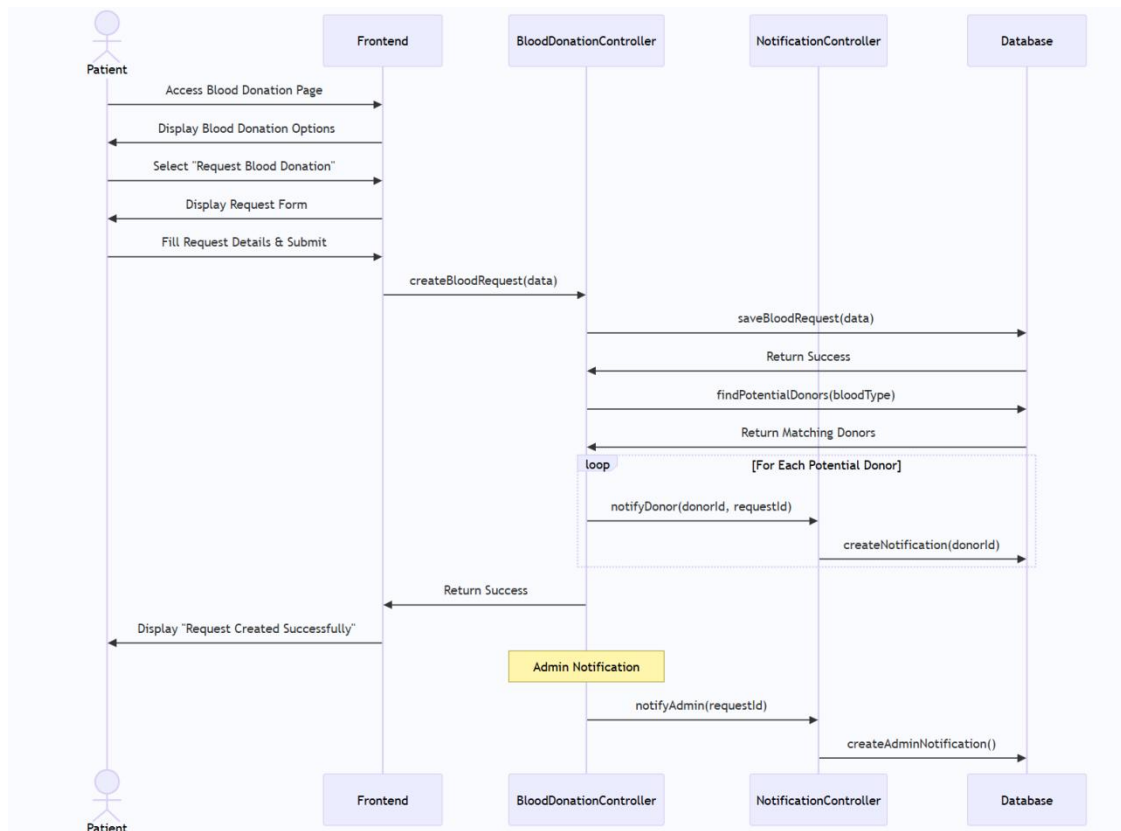 Patient
Frontend
BloodDonationController
NotificationController
Database
Access Blood Donation Page
Display Blood Donation Options
Select "Request Blood Donation"
Display Request Form
Fill Request Details & Submit
createBloodRequest(data)
saveBloodRequest(data)
Return Success
findPotentialDonors(bloodType)
Return Matching Donors
loop
[For Each Potential Donor]
notifyDonor(donorId, requestId)
createNotification(donorId)
Return Success
Display "Request Created Successfully"
Admin Notification
notifyAdmin(requestId)
createAdminNotification()
Patient
Frontend
BloodDonationController
NotificationController
Database